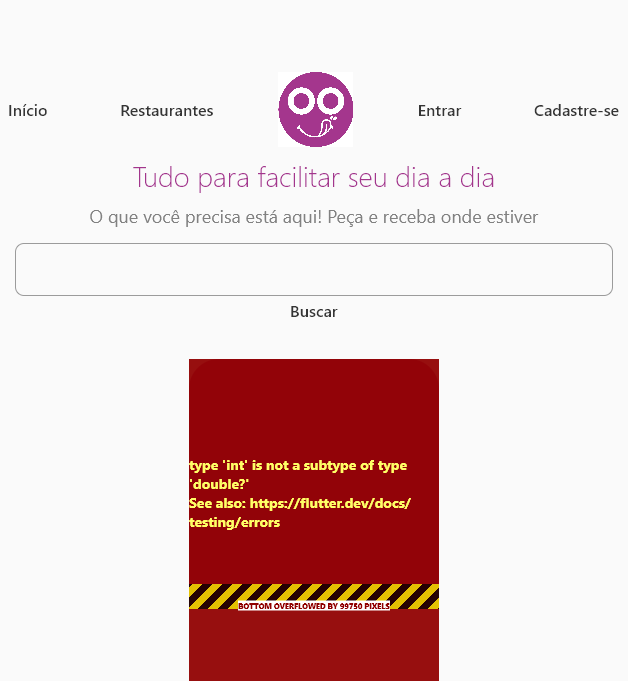 Início Restaurantes Entrar Cadastre-se
Tudo para facilitar seu dia a dia
O que você precisa está aqui! Peça e receba onde estiver
Buscar
type 'int' is not a subtype of type
'double?'
See also: https://flutter.dev/docs/
testing/errors
BOTTOM OVERFLOWED BY 99750 PIXELS